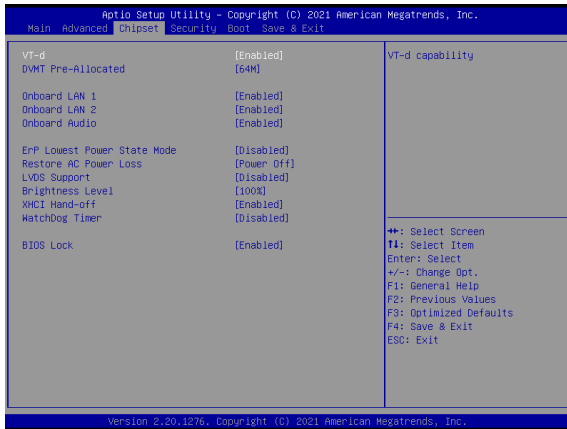 Aptio Setup Utility – Copyright (C) 2021 American Megatrends, Inc.
Main Advanced Chipset Security Boot Save & Exit
VT-d [Enabled] VT-d capability
DVMT Pre-Allocated [64M]
Onboard LAN 1 [Enabled]
Onboard LAN 2 [Enabled]
Onboard Audio [Enabled]
ErP Lowest Power State Mode [Disabled]
Restore AC Power Loss [Power Off]
LVDS Support [Disabled]
Brightness Level [100%]
XHCI Hand-off [Enabled]
WatchDog Timer [Disabled]
BIOS Lock [Enabled]
→←: Select Screen
↑↓: Select Item
Enter: Select
+/-: Change Opt.
F1: General Help
F2: Previous Values
F3: Optimized Defaults
F4: Save & Exit
ESC: Exit
Version 2.20.1276. Copyright (C) 2021 American Megatrends, Inc.